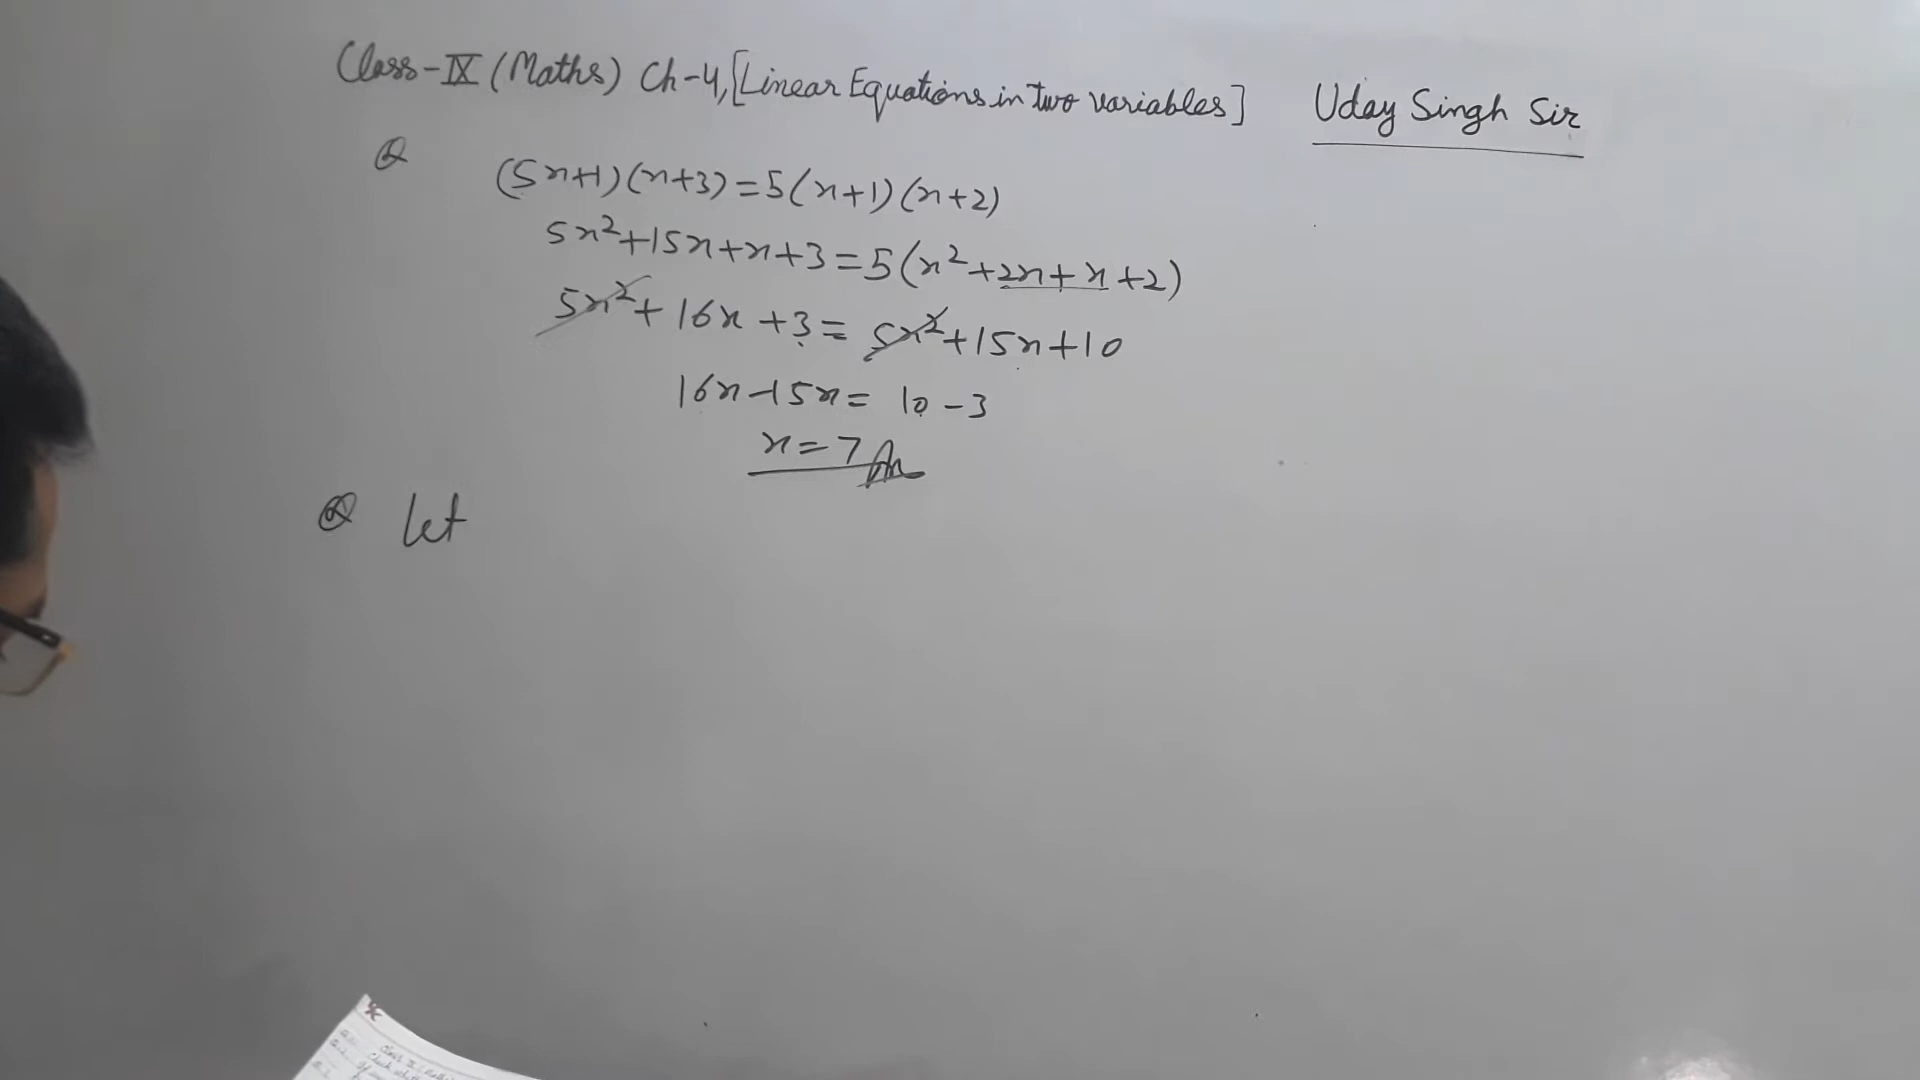 Class-IX (Maths) Ch-4, [Linear Equations in two variables] Uday Singh Sir
Q (5x+1)(x+3)=5(x+1)(x+2)
5x²+15x+x+3=5(x²+2x+x+2)
5x²+16x+3=5x²+15x+10
16x-15x=10-3
x=7 An
Q Let